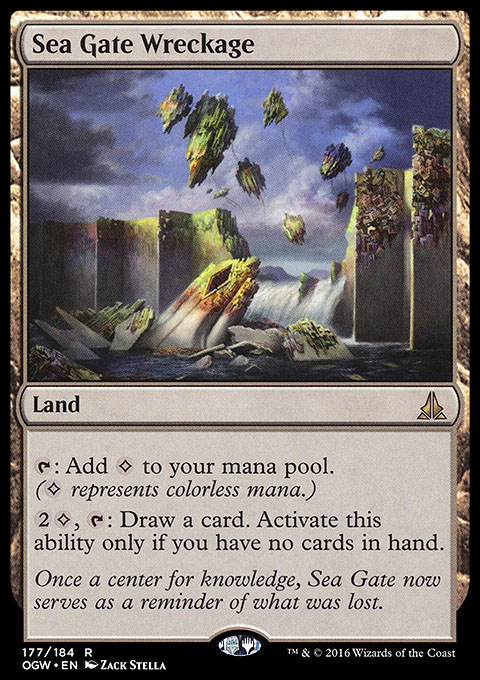 Sea Gate Wreckage
Land
: Add to your mana pool.
( represents colorless mana.)
2 , : Draw a card. Activate this
ability only if you have no cards in hand.
Once a center for knowledge, Sea Gate now
serves as a reminder of what was lost.
177/184 R
OGW • EN Zack Stella
™ & © 2016 Wizards of the Coast